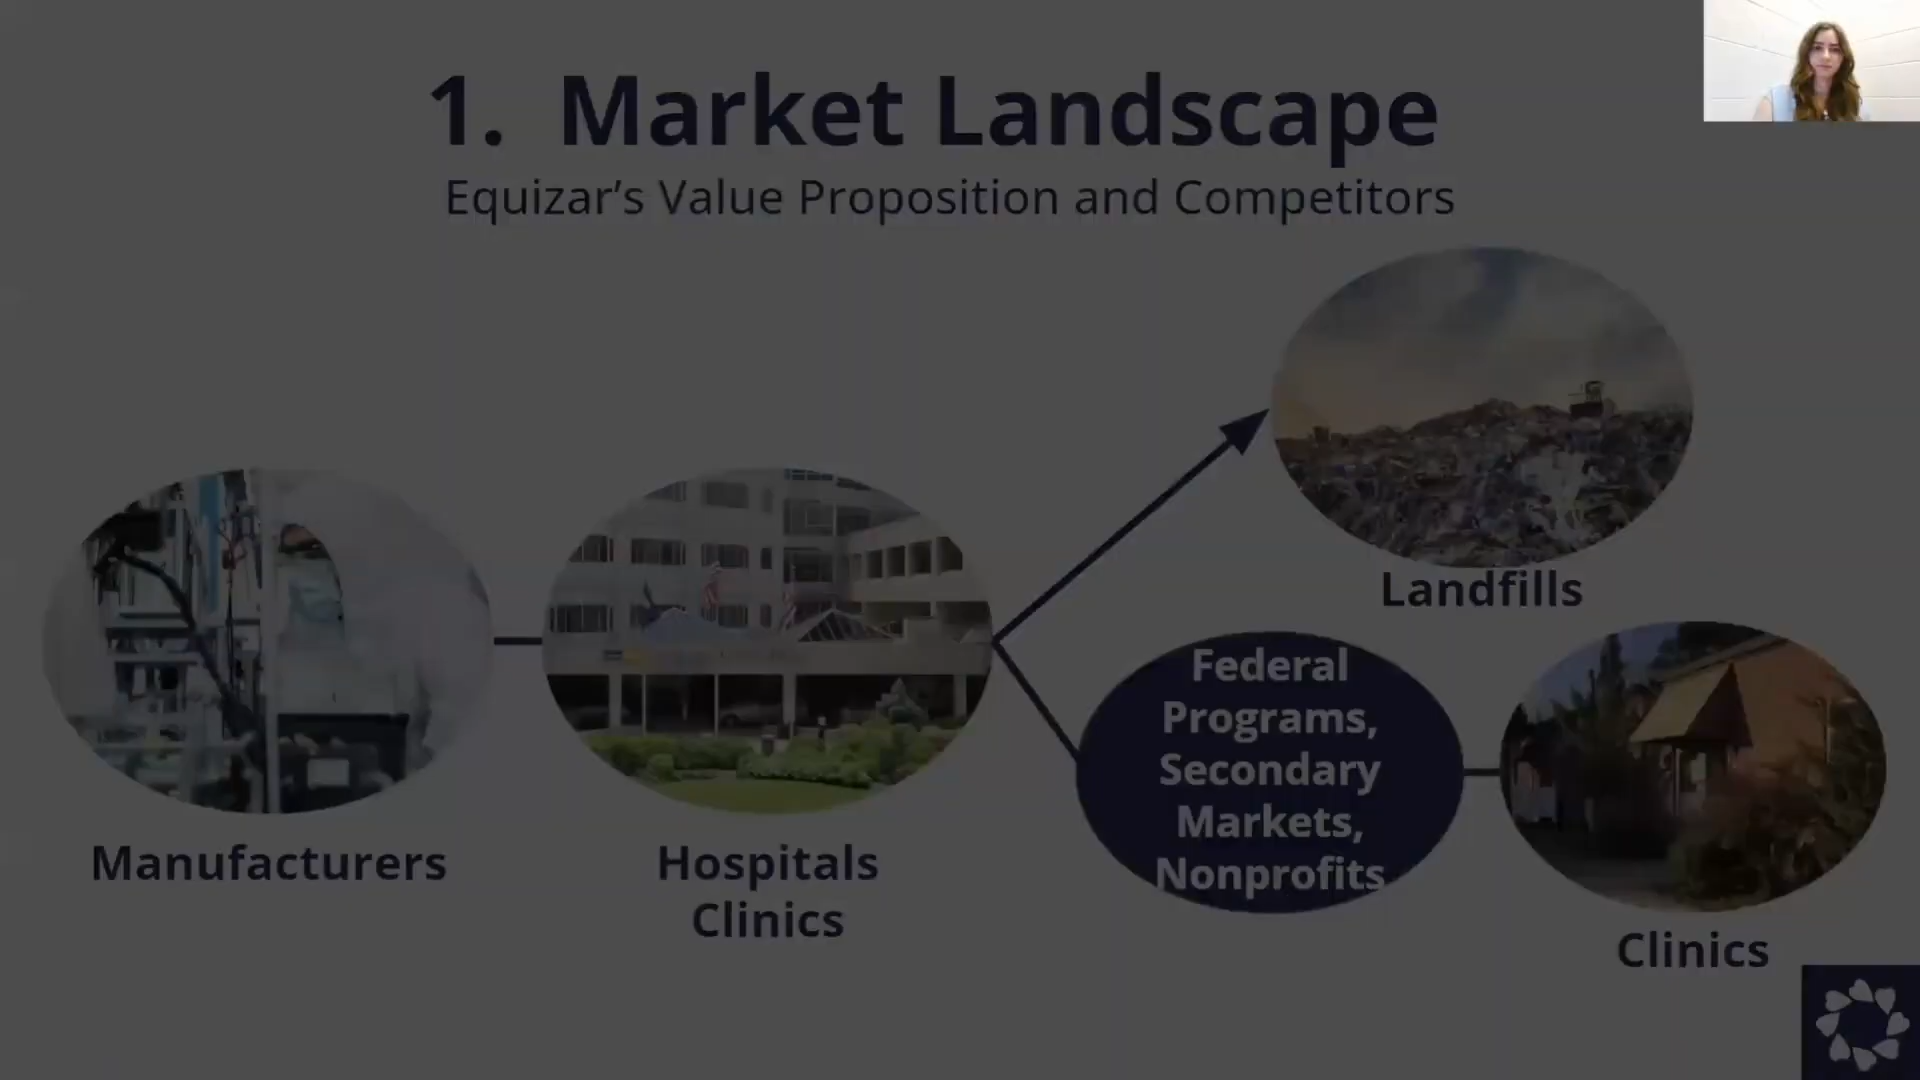 1. Market Landscape
Equizar’s Value Proposition and Competitors
Landfills
Federal
Programs,
Secondary
Markets,
Nonprofits
Manufacturers
Hospitals
Clinics
Clinics